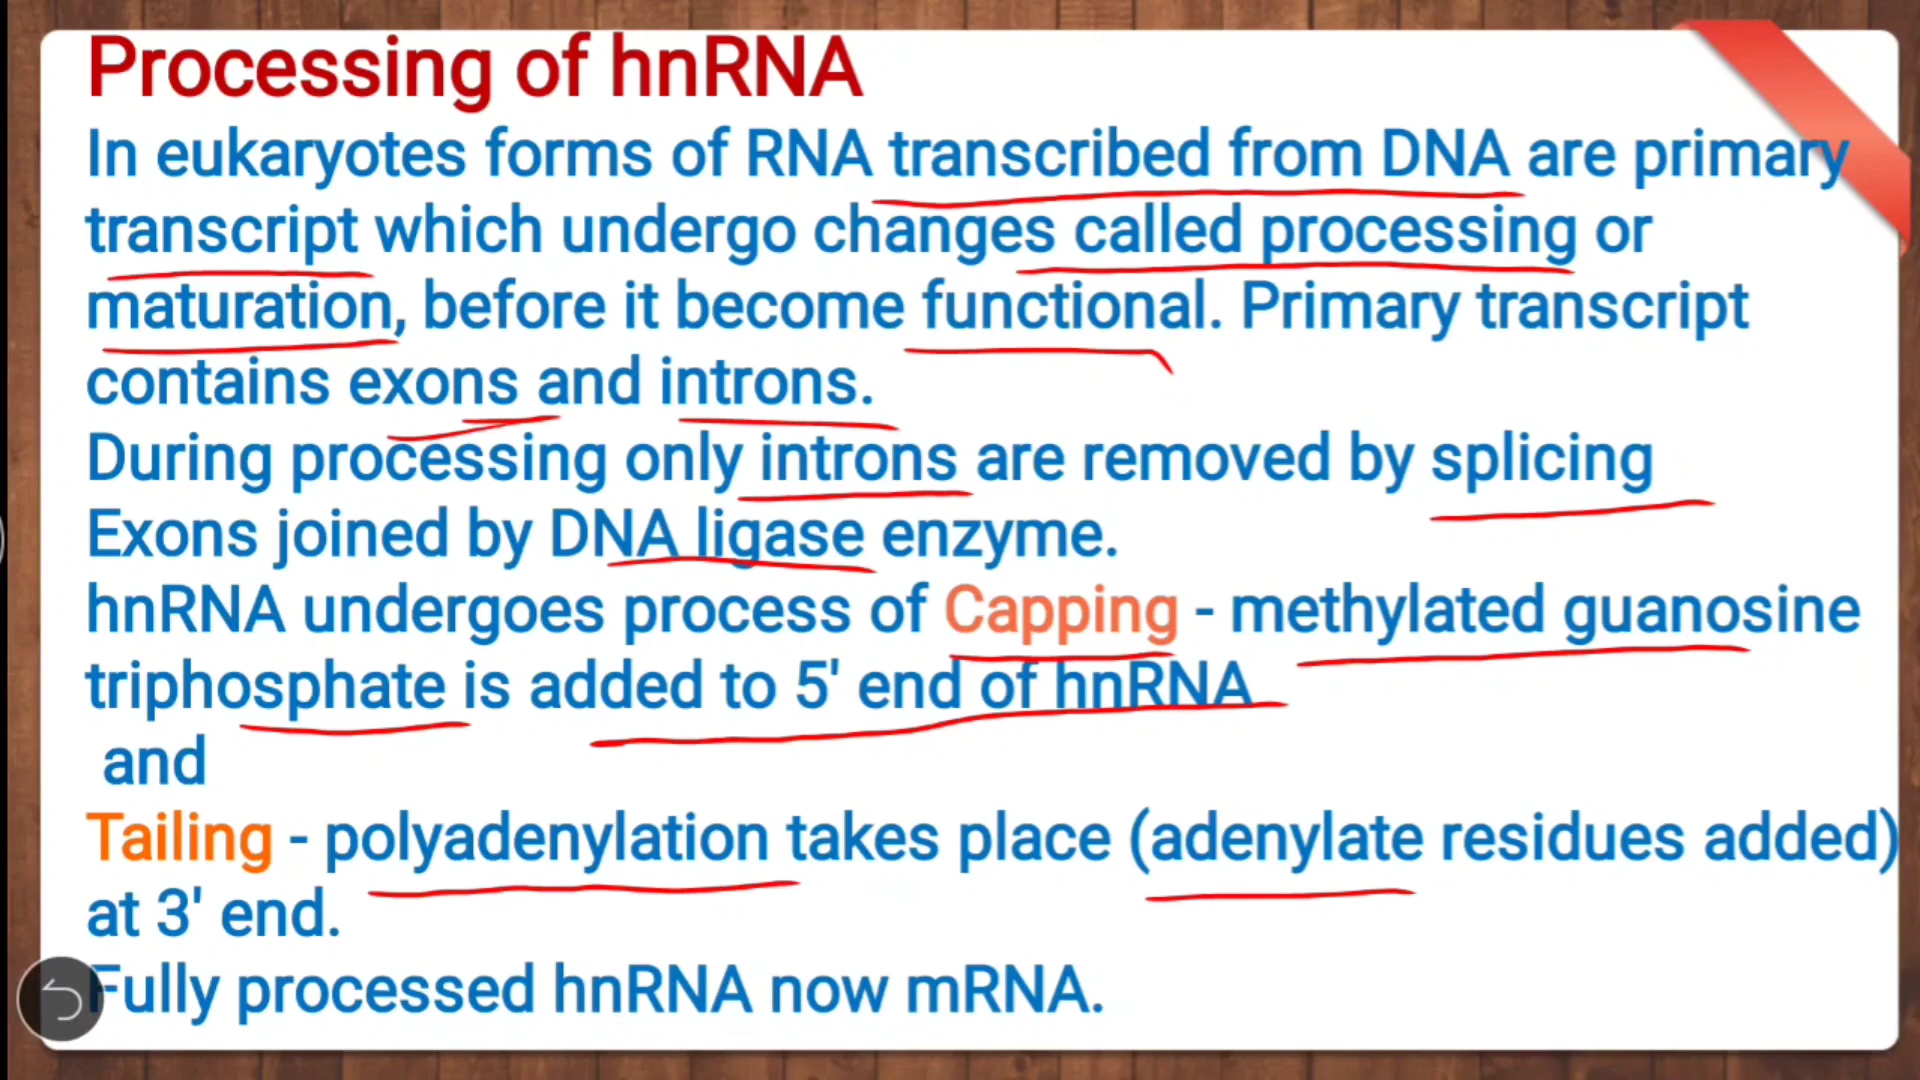 Processing of hnRNA
In eukaryotes forms of RNA transcribed from DNA are primary
transcript which undergo changes called processing or
maturation, before it become functional. Primary transcript
contains exons and introns.
During processing only introns are removed by splicing
Exons joined by DNA ligase enzyme.
hnRNA undergoes process of Capping - methylated guanosine
triphosphate is added to 5' end of hnRNA
and
Tailing - polyadenylation takes place (adenylate residues added)
at 3' end.
Fully processed hnRNA now mRNA.